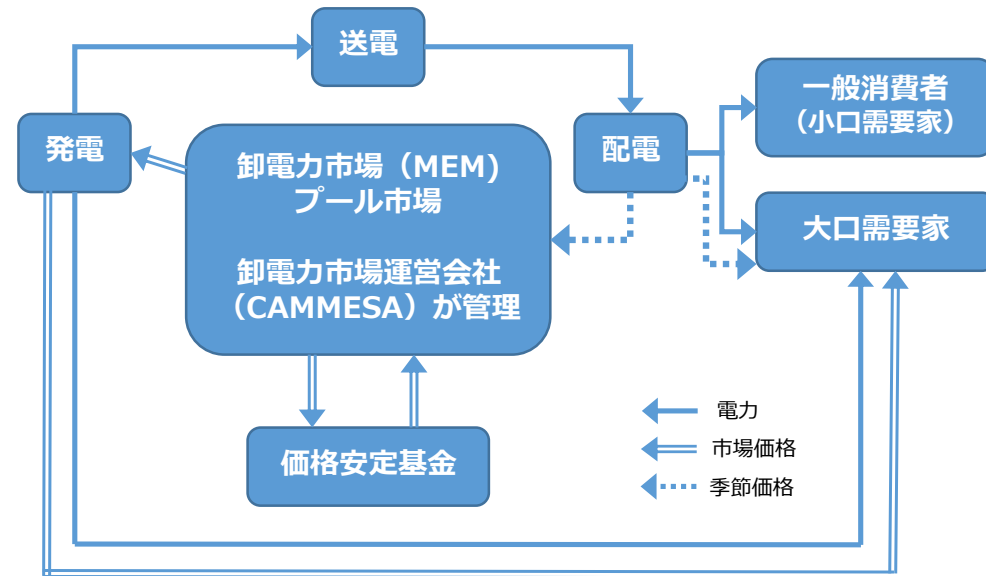 送電
発電
配電
一般消費者
（小口需要家）
卸電力市場（MEM)
プール市場
卸電力市場運営会社
（CAMMESA）が管理
大口需要家
価格安定基金
電力
市場価格
季節価格